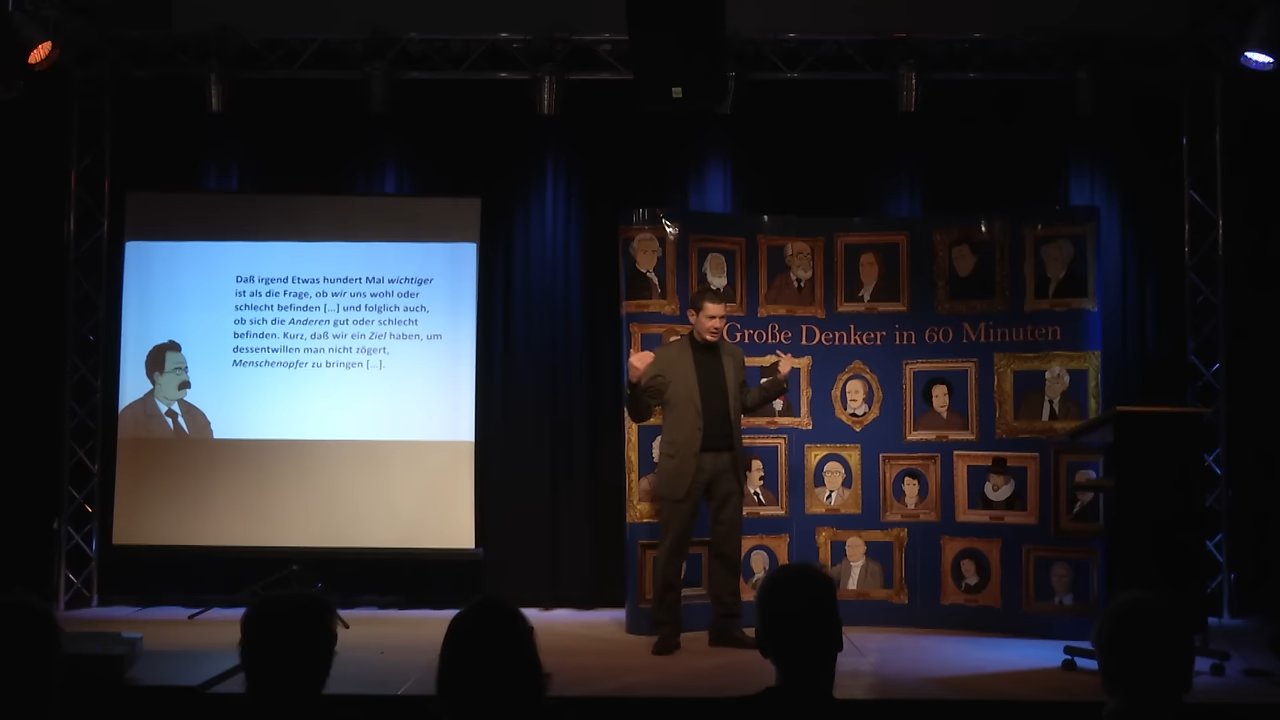 Daß irgend Etwas hundert Mal wichtiger
ist als die Frage, ob wir uns wohl oder
schlecht befinden [...] und folglich auch,
ob sich die Anderen gut oder schlecht
befinden. Kurz, daß wir ein Ziel haben, um
dessentwillen man nicht zögert,
Menschenopfer zu bringen [...].
Große Denker in 60 Minuten